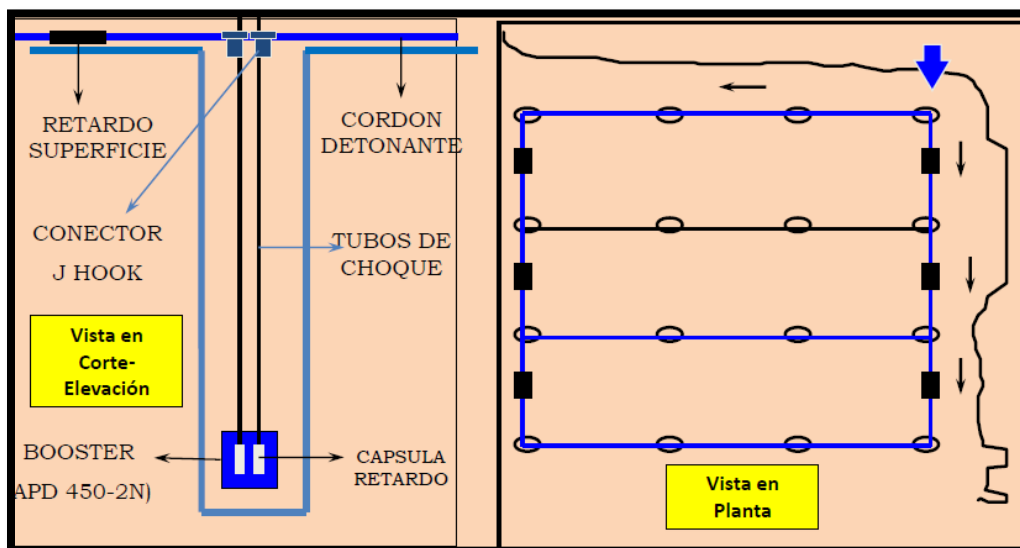 RETARDO
SUPERFICIE
CORDON
DETONANTE
CONECTOR
J HOOK
TUBOS DE
CHOQUE
Vista en
Corte-
Elevación
BOOSTER
APD 450-2N)
CAPSULA
RETARDO
Vista en
Planta